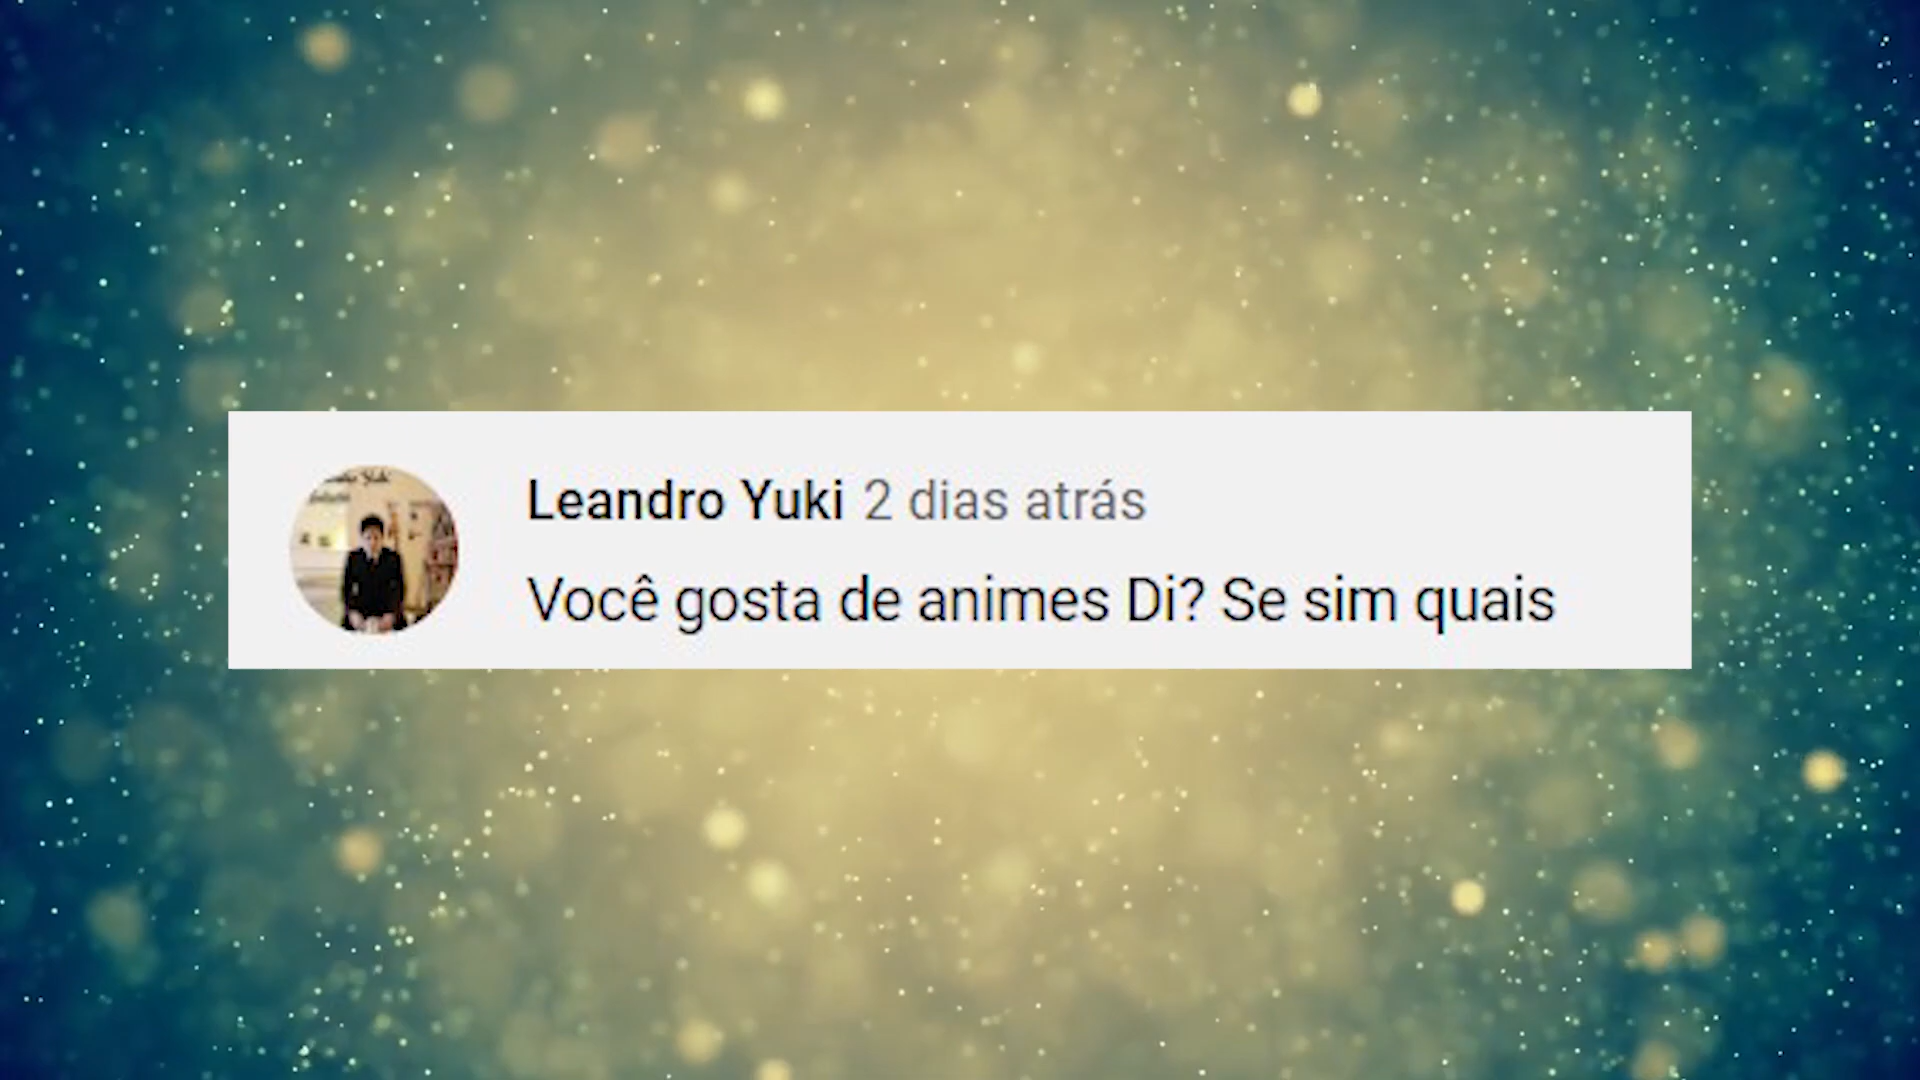 Leandro Yuki 2 dias atrás
Você gosta de animes Di? Se sim quais